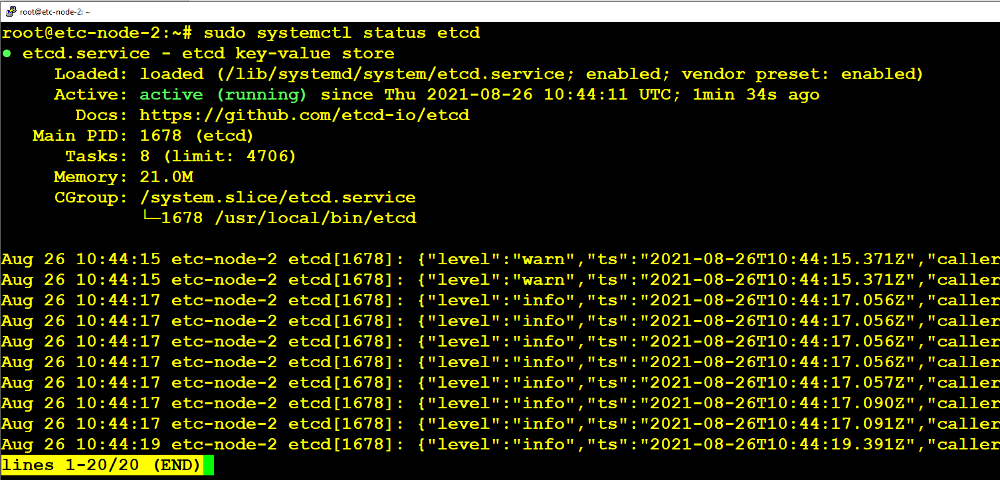 root@etc-node-2: ~
root@etc-node-2:~# sudo systemctl status etcd
● etcd.service - etcd key-value store
     Loaded: loaded (/lib/systemd/system/etcd.service; enabled; vendor preset: enabled)
     Active: active (running) since Thu 2021-08-26 10:44:11 UTC; 1min 34s ago
       Docs: https://github.com/etcd-io/etcd
   Main PID: 1678 (etcd)
      Tasks: 8 (limit: 4706)
     Memory: 21.0M
     CGroup: /system.slice/etcd.service
             └─1678 /usr/local/bin/etcd
Aug 26 10:44:15 etc-node-2 etcd[1678]: {"level":"warn","ts":"2021-08-26T10:44:15.371Z","caller
Aug 26 10:44:15 etc-node-2 etcd[1678]: {"level":"warn","ts":"2021-08-26T10:44:15.371Z","caller
Aug 26 10:44:17 etc-node-2 etcd[1678]: {"level":"info","ts":"2021-08-26T10:44:17.056Z","caller
Aug 26 10:44:17 etc-node-2 etcd[1678]: {"level":"info","ts":"2021-08-26T10:44:17.056Z","caller
Aug 26 10:44:17 etc-node-2 etcd[1678]: {"level":"info","ts":"2021-08-26T10:44:17.056Z","caller
Aug 26 10:44:17 etc-node-2 etcd[1678]: {"level":"info","ts":"2021-08-26T10:44:17.056Z","caller
Aug 26 10:44:17 etc-node-2 etcd[1678]: {"level":"info","ts":"2021-08-26T10:44:17.057Z","caller
Aug 26 10:44:17 etc-node-2 etcd[1678]: {"level":"info","ts":"2021-08-26T10:44:17.090Z","caller
Aug 26 10:44:17 etc-node-2 etcd[1678]: {"level":"info","ts":"2021-08-26T10:44:17.091Z","caller
Aug 26 10:44:19 etc-node-2 etcd[1678]: {"level":"info","ts":"2021-08-26T10:44:19.391Z","caller
lines 1-20/20 (END)